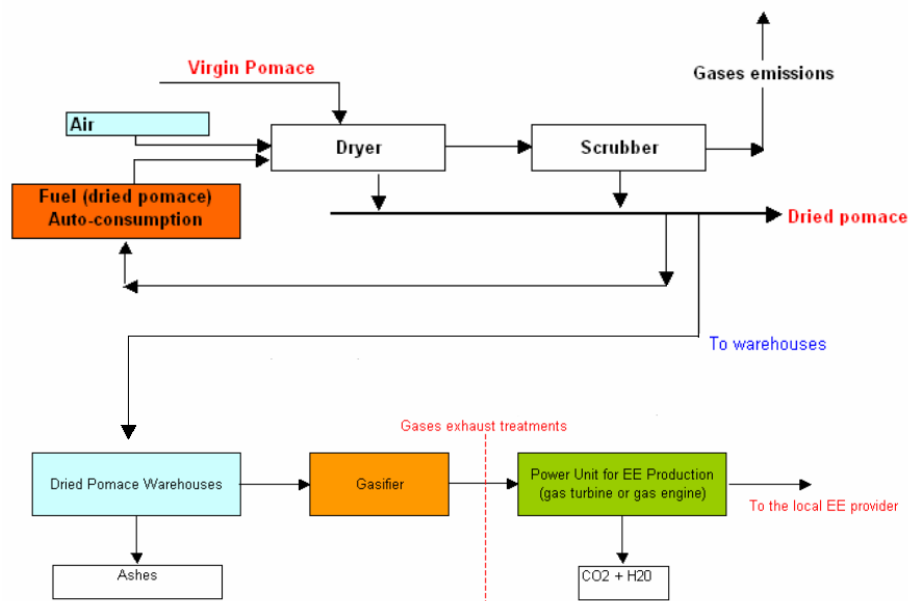 Gases emissions
Virgin Pomace
Air
Dryer
Scrubber
Fuel (dried pomace)
Auto-consumption
Dried pomace
To warehouses
Gases exhaust treatments
Dried Pomace Warehouses
Gasifier
Power Unit for EE Production
(gas turbine or gas engine)
To the local EE provider
Ashes
CO2 + H20